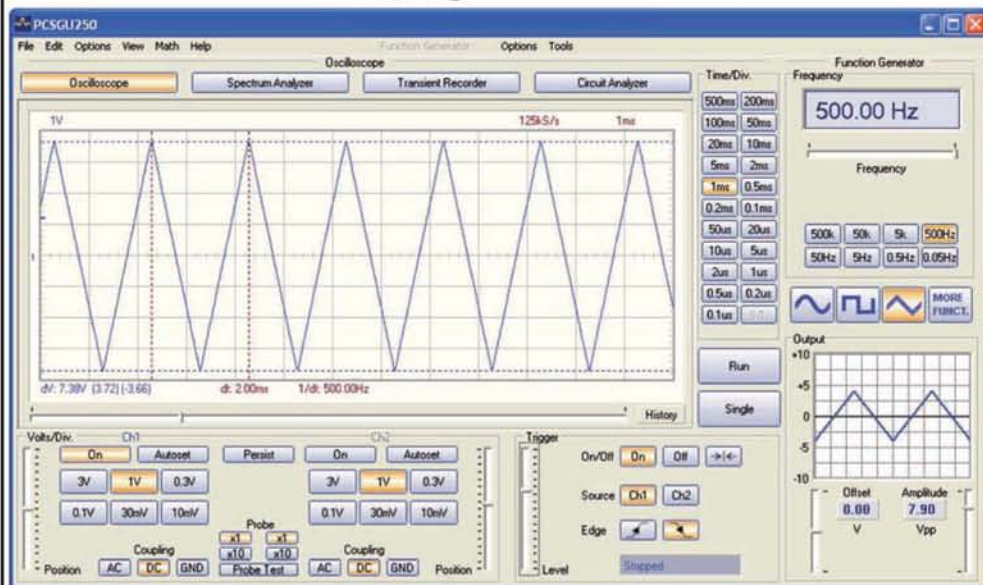 PCSGU250
File Edit Options View Math Help Function Generator Options Tools
Oscilloscope
Oscilloscope Spectrum Analyzer Transient Recorder Circuit Analyzer
1V 125kS/s 1ms
dV: 7.38V (3.72) (-3.66) dt: 2.00ms 1/dt: 500.00Hz
History
Time/Div.
500ms 200ms
100ms 50ms
20ms 10ms
5ms 2ms
1ms 0.5ms
0.2ms 0.1ms
50us 20us
10us 5us
2us 1us
0.5us 0.2us
0.1us
Run
Single
Function Generator
Frequency
500.00 Hz
Frequency
500k 50k 5k 500Hz
50Hz 5Hz 0.5Hz 0.05Hz
MORE
FUNCT.
Output
+10
+5
0
-5
-10
Offset Amplitude
0.00 7.90
V Vpp
Volts/Div. Ch1 Ch2
On Autoset Persist On Autoset
3V 1V 0.3V 3V 1V 0.3V
0.1V 30mV 10mV 0.1V 30mV 10mV
Probe
x1 x1
x10 x10
Probe Test
Coupling Coupling
Position AC DC GND AC DC GND Position
Trigger
On/Off On Off
Source Ch1 Ch2
Edge
Level Stopped